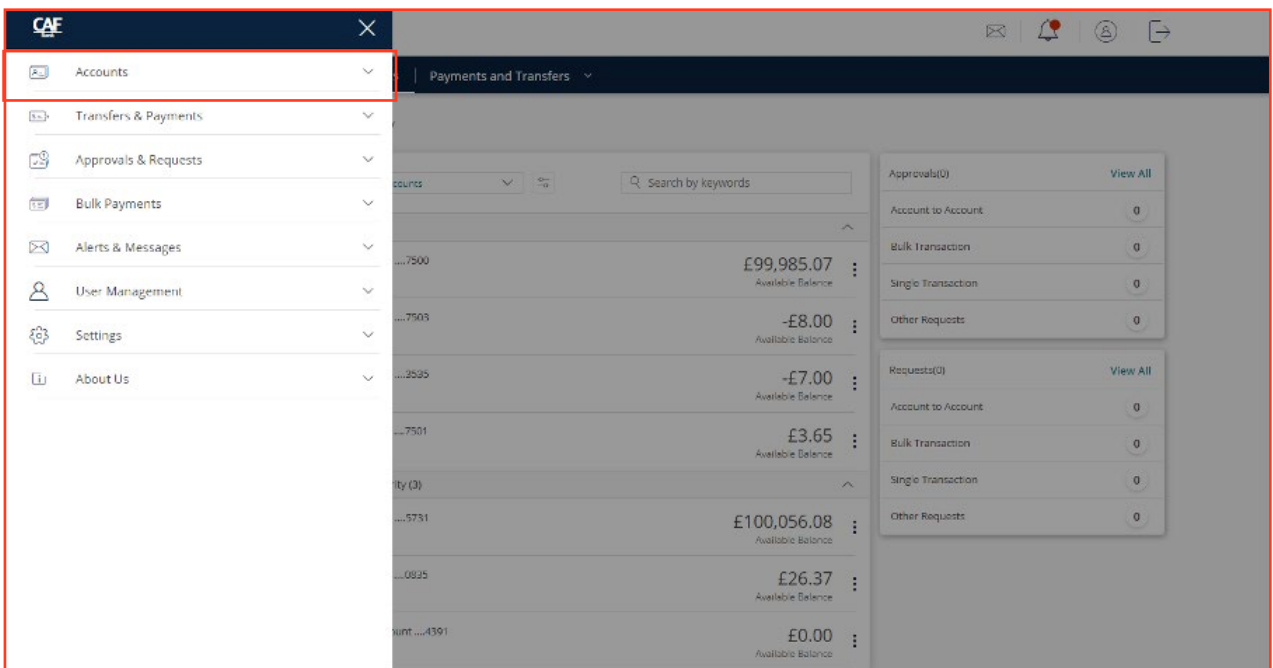 CAF
Bank
Accounts
Transfers & Payments
Approvals & Requests
Bulk Payments
Alerts & Messages
User Management
Settings
About Us
Payments and Transfers
Search by keywords
....7500
£99,985.07
Available Balance
....7503
-£8.00
Available Balance
....3535
-£7.00
Available Balance
....7501
£3.65
Available Balance
(3)
....5731
£100,056.08
Available Balance
....0835
£26.37
Available Balance
....4391
£0.00
Available Balance
Approvals(0) View All
Account to Account 0
Bulk Transaction 0
Single Transaction 0
Other Requests 0
Requests(0) View All
Account to Account 0
Bulk Transaction 0
Single Transaction 0
Other Requests 0